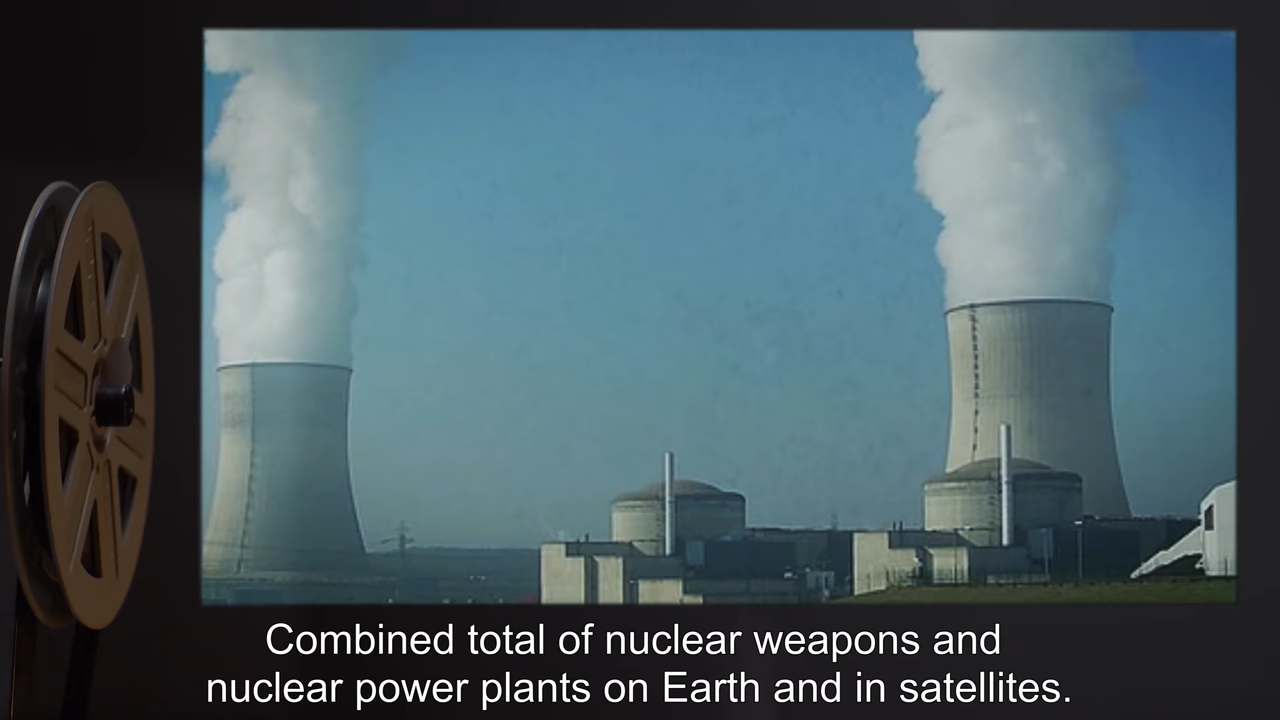 Combined total of nuclear weapons and
nuclear power plants on Earth and in satellites.